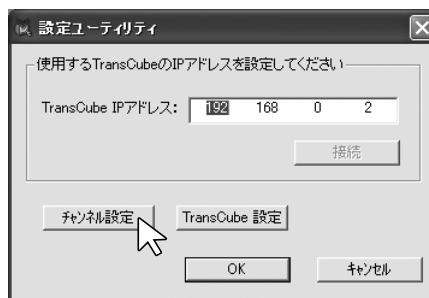 設定ユーティリティ
使用するTransCubeのIPアドレスを設定してください
TransCube IPアドレス: 192 168 0 2
接続
チャンネル設定 TransCube 設定
OK キャンセル